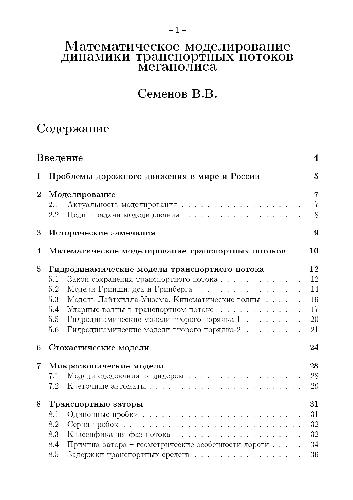 – 1 –
Математическое моделирование
динамики транспортных потоков
мегаполиса
Семенов В.В.
Содержание
Введение 4
1 Проблемы дорожного движения в мире и России 5
2 Моделирование 7
2.1 Актуальность моделирования 7
2.2 Цели и задачи моделирования 8
3 Исторические замечания 9
4 Математическое моделирование транспортных потоков 10
5 Гидродинамические модели транспортного потока 12
5.1 Закон сохранения транспортного потока 12
5.2 Модели Гриншилдса и Гринберга 14
5.3 Модель Лайтхилла-Уизема. Кинематические волны 16
5.4 Ударные волны в транспортном потоке 17
5.5 Гидродинамические модели второго порядка-1 20
5.6 Гидродинамические модели второго порядка-2 21
6 Стохастические модели 24
7 Микроскопические модели 28
7.1 Модели следования за лидером 28
7.2 Клеточные автоматы 29
8 Транспортные заторы 31
8.1 Одиночные пробки 31
8.2 Серия пробок 32
8.3 Классификация фаз потока 32
8.4 Причина затора – геометрические особенности дороги 34
8.5 Задержки транспортных средств 36